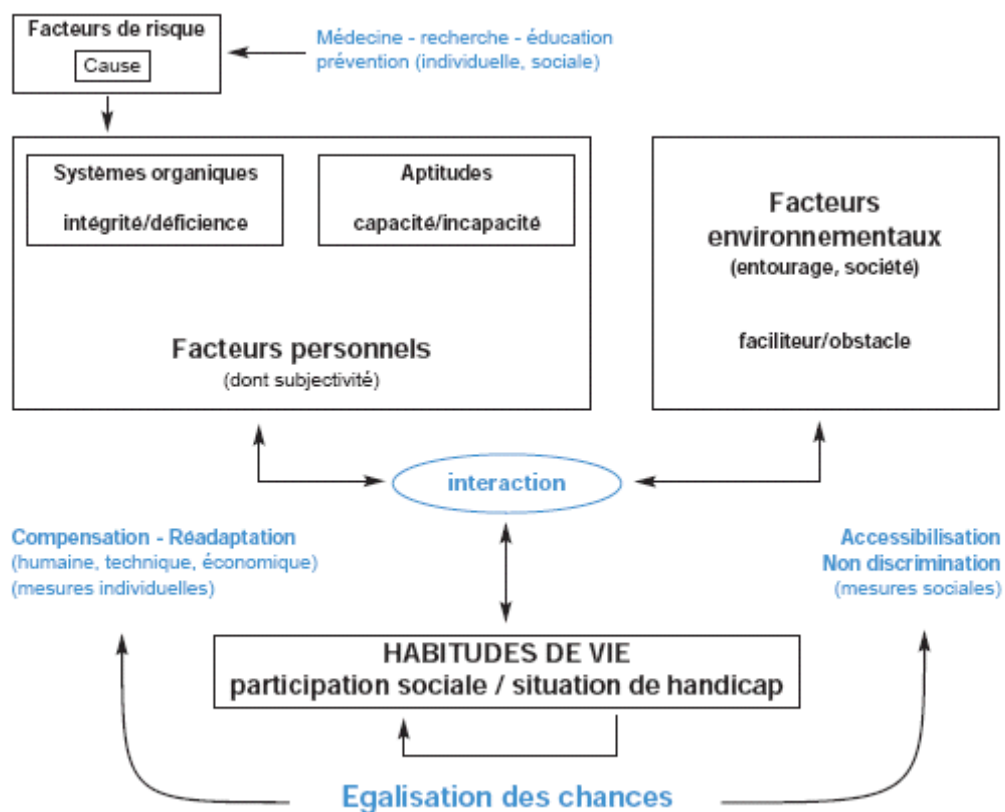 Facteurs de risque
Cause
Médecine - recherche - éducation
prévention (individuelle, sociale)
Systèmes organiques
intégrité/déficience
Aptitudes
capacité/incapacité
Facteurs personnels
(dont subjectivité)
Facteurs
environnementaux
(entourage, société)
faciliteur/obstacle
interaction
Compensation - Réadaptation
(humaine, technique, économique)
(mesures individuelles)
Accessibilisation
Non discrimination
(mesures sociales)
HABITUDES DE VIE
participation sociale / situation de handicap
Egalisation des chances